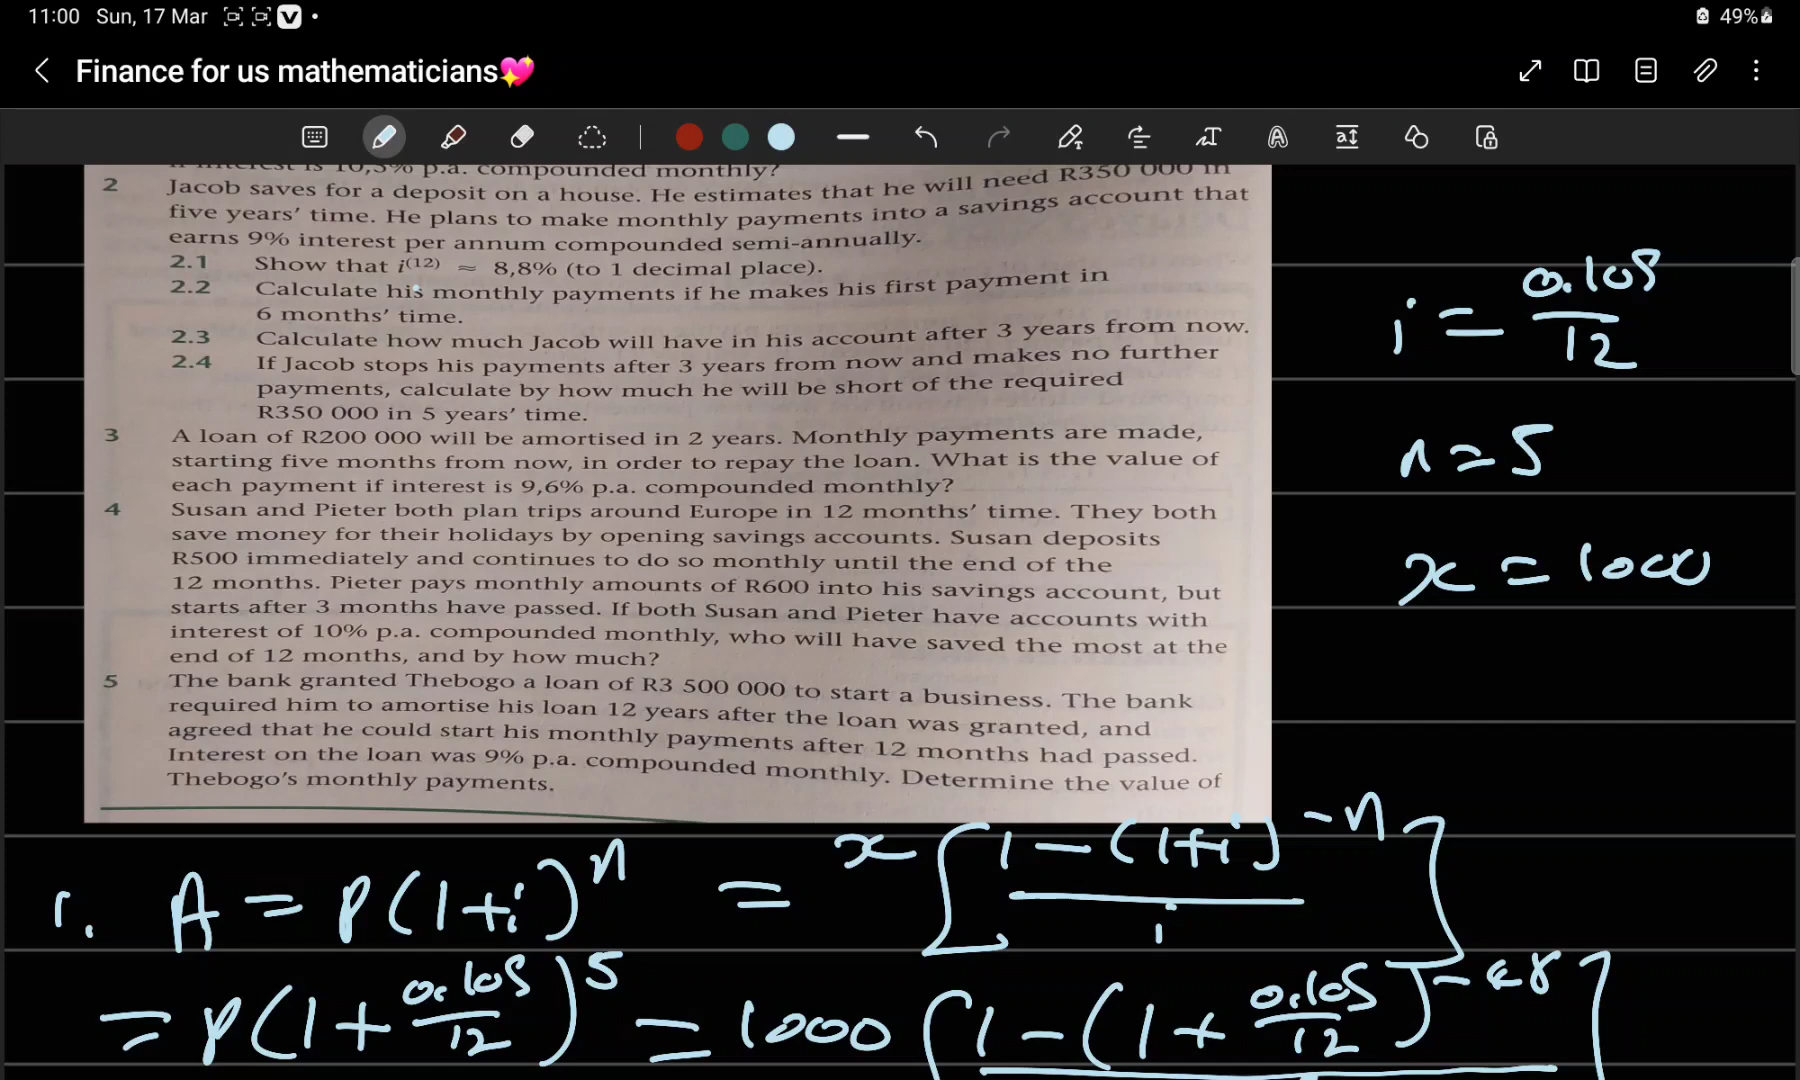 11:00 Sun, 17 Mar
49%
Finance for us mathematicians💖
if interest is 10,5% p.a. compounded monthly?
2 Jacob saves for a deposit on a house. He estimates that he will need R350 000 in
five years' time. He plans to make monthly payments into a savings account that
earns 9% interest per annum compounded semi-annually.
2.1 Show that i⁽¹²⁾ ≈ 8,8% (to 1 decimal place).
2.2 Calculate his monthly payments if he makes his first payment in
6 months' time.
2.3 Calculate how much Jacob will have in his account after 3 years from now.
2.4 If Jacob stops his payments after 3 years from now and makes no further
payments, calculate by how much he will be short of the required
R350 000 in 5 years' time.
3 A loan of R200 000 will be amortised in 2 years. Monthly payments are made,
starting five months from now, in order to repay the loan. What is the value of
each payment if interest is 9,6% p.a. compounded monthly?
4 Susan and Pieter both plan trips around Europe in 12 months' time. They both
save money for their holidays by opening savings accounts. Susan deposits
R500 immediately and continues to do so monthly until the end of the
12 months. Pieter pays monthly amounts of R600 into his savings account, but
starts after 3 months have passed. If both Susan and Pieter have accounts with
interest of 10% p.a. compounded monthly, who will have saved the most at the
end of 12 months, and by how much?
5 The bank granted Thebogo a loan of R3 500 000 to start a business. The bank
required him to amortise his loan 12 years after the loan was granted, and
agreed that he could start his monthly payments after 12 months had passed.
Interest on the loan was 9% p.a. compounded monthly. Determine the value of
Thebogo's monthly payments.
i = 0.105/12
n = 5
x = 1000
1. A = P(1+i)^n = x[1-(1+i)^-n / i]
= P(1+0.105/12)^5 = 1000[1-(1+0.105/12)^-48